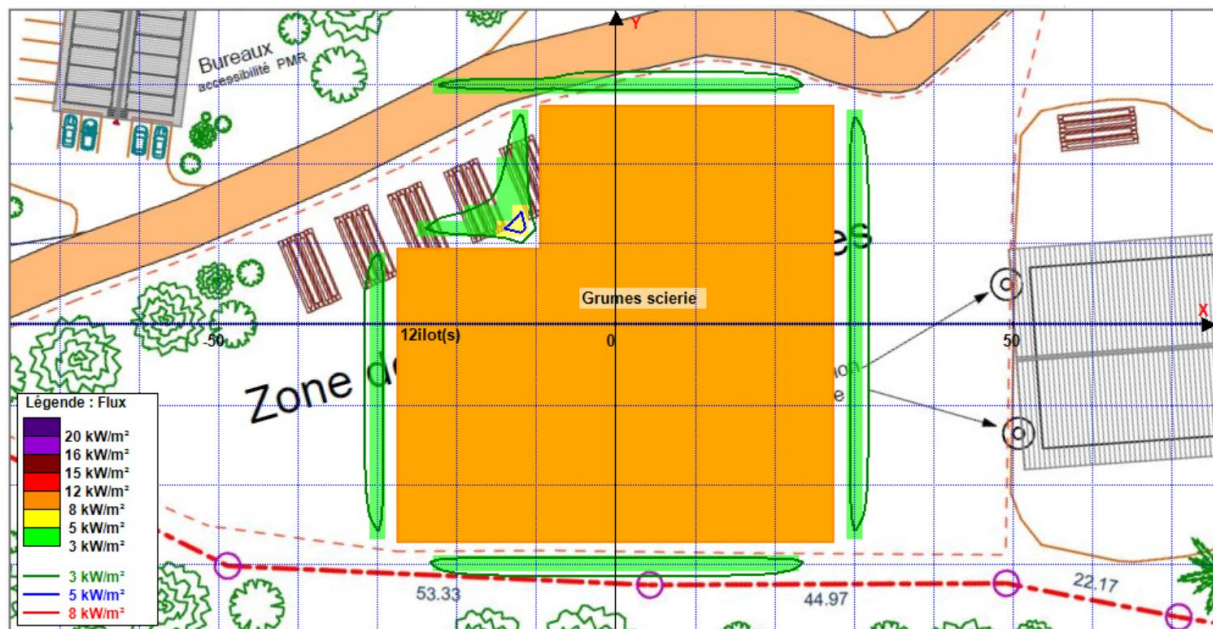 Y
Bureaux
accessibilité PMR
es
Grumes scierie
X
-50
12ilot(s)
0
50
Zone de
ion
e
Légende : Flux
20 kW/m²
16 kW/m²
15 kW/m²
12 kW/m²
8 kW/m²
5 kW/m²
3 kW/m²
3 kW/m²
5 kW/m²
8 kW/m²
53.33
44.97
22.17